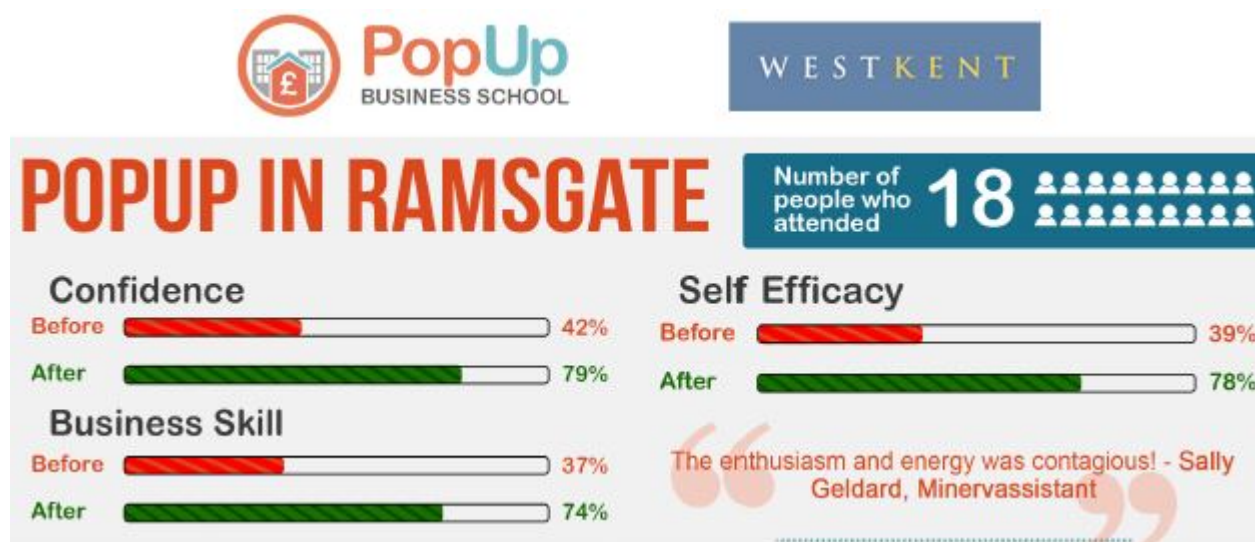 PopUp
BUSINESS SCHOOL
£
WESTKENT
POPUP IN RAMSGATE
Number of
people who
attended
18
Confidence
Before 42%
After 79%
Self Efficacy
Before 39%
After 78%
Business Skill
Before 37%
After 74%
“
The enthusiasm and energy was contagious! - Sally
Geldard, Minervassistant
”